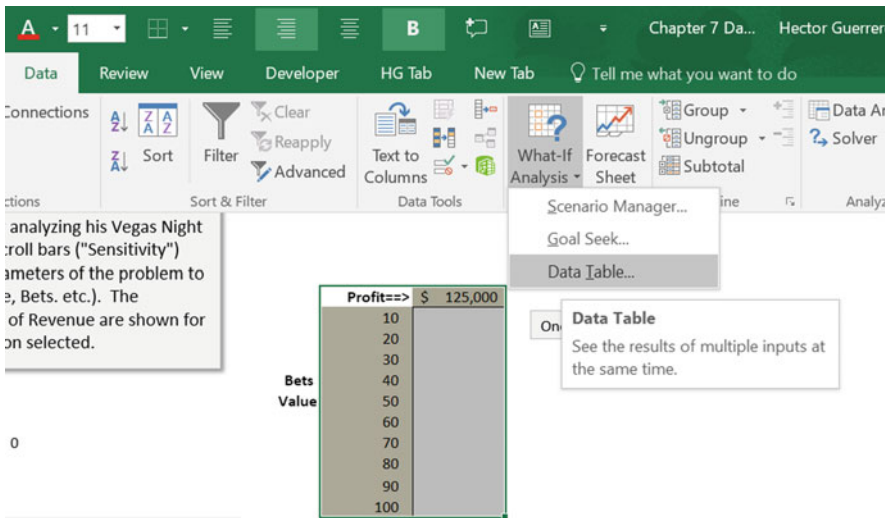 A 11 B Chapter 7 Da... Hector Guerrer
Data Review View Developer HG Tab New Tab Tell me what you want to do
Connections
A Z Z A
Z A
Sort
Filter
Clear
Reapply
Advanced
Text to
Columns
What-If
Analysis
Forecast
Sheet
Group
Ungroup
Subtotal
Data Ar
Solver
ctions Sort & Filter Data Tools ine Analyz
Scenario Manager...
Goal Seek...
Data Table...
Data Table
See the results of multiple inputs at
the same time.
On
analyzing his Vegas Night
croll bars ("Sensitivity")
ameters of the problem to
e, Bets. etc.). The
of Revenue are shown for
on selected.
Profit==> $ 125,000
10
20
30
Bets 40
Value 50
60
0 70
80
90
100